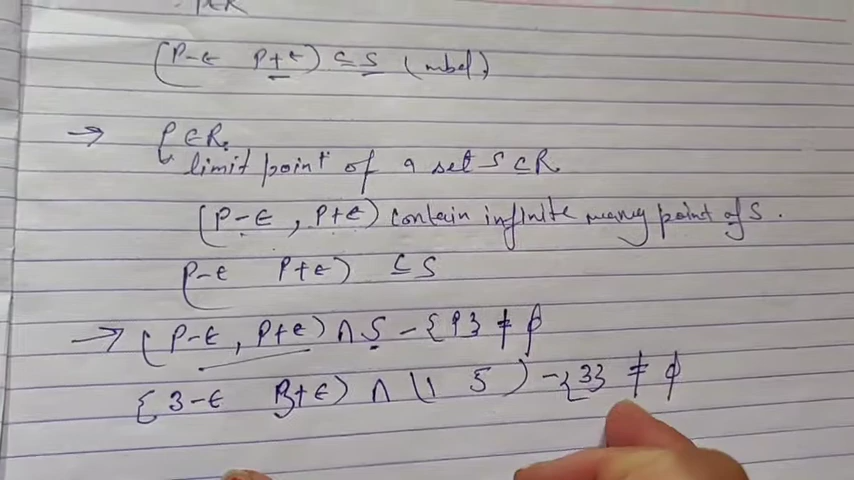 (P-ϵ P+ϵ) ⊆ S (nbd)
→ P ∈ R.
limit point of a set S ⊆ R
(P-ϵ, P+ϵ) contain infinite many point of S.
P-ϵ P+ϵ) ⊆ S
→ (P-ϵ, P+ϵ) ∩ S - {P} ≠ ϕ
{3-ϵ 3+ϵ) ∩ (1 5) - {3} ≠ ϕ